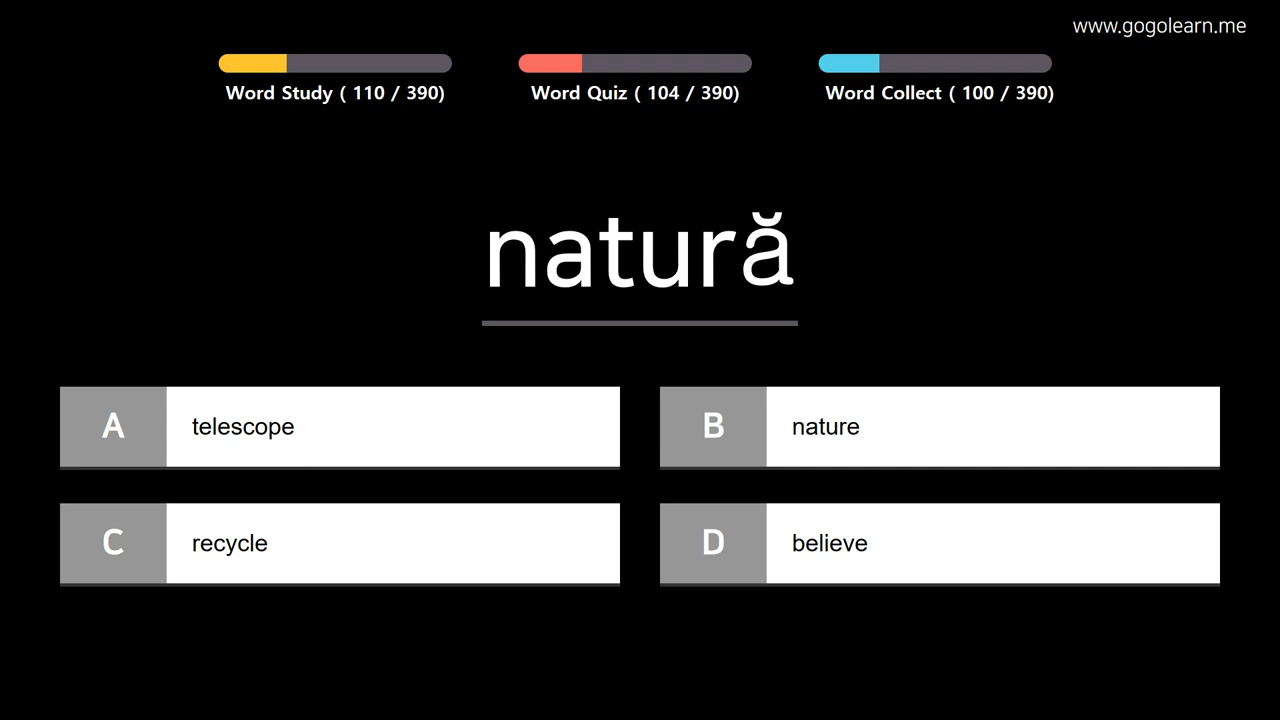 www.gogolearn.me
Word Study ( 110 / 390)
Word Quiz ( 104 / 390)
Word Collect ( 100 / 390)
natură
A telescope
B nature
C recycle
D believe